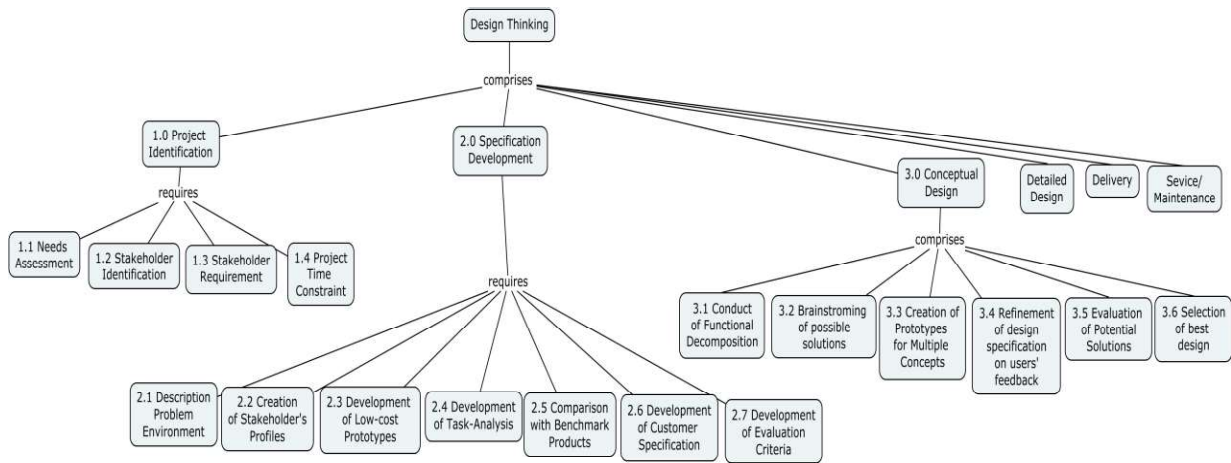 Design Thinking
comprises
1.0 Project
Identification
2.0 Specification
Development
3.0 Conceptual
Design
Detailed
Design
Delivery
Sevice/
Maintenance
requires
1.1 Needs
Assessment
1.2 Stakeholder
Identification
1.3 Stakeholder
Requirement
1.4 Project
Time
Constraint
requires
2.1 Description
Problem
Environment
2.2 Creation
of Stakeholder's
Profiles
2.3 Development
of Low-cost
Prototypes
2.4 Development
of Task-Analysis
2.5 Comparison
with Benchmark
Products
2.6 Development
of Customer
Specification
2.7 Development
of Evaluation
Criteria
comprises
3.1 Conduct
of Functional
Decomposition
3.2 Brainstroming
of possible
solutions
3.3 Creation of
Prototypes
for Multiple
Concepts
3.4 Refinement
of design
specification
on users'
feedback
3.5 Evaluation
of Potential
Solutions
3.6 Selection
of best
design